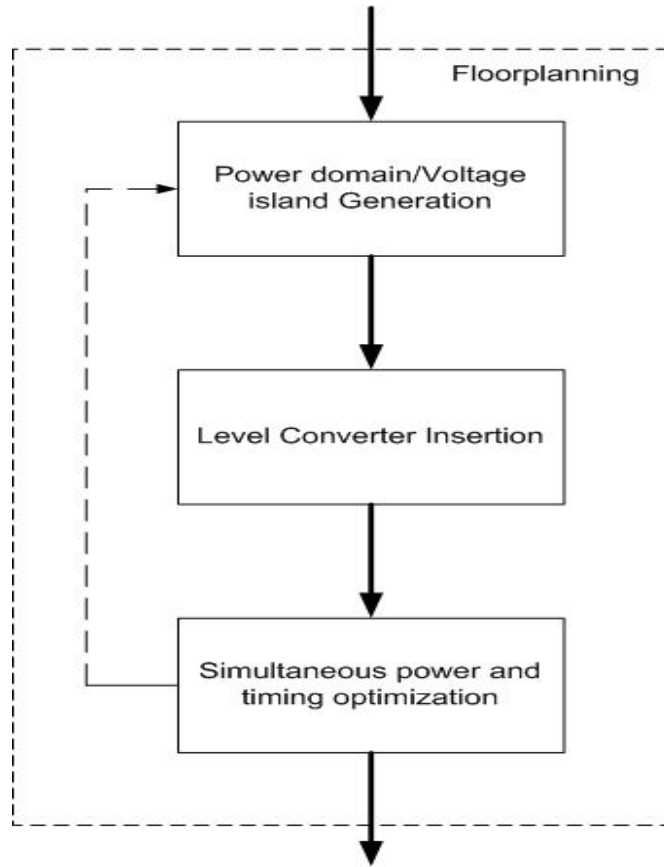 Floorplanning
Power domain/Voltage
island Generation
Level Converter Insertion
Simultaneous power and
timing optimization